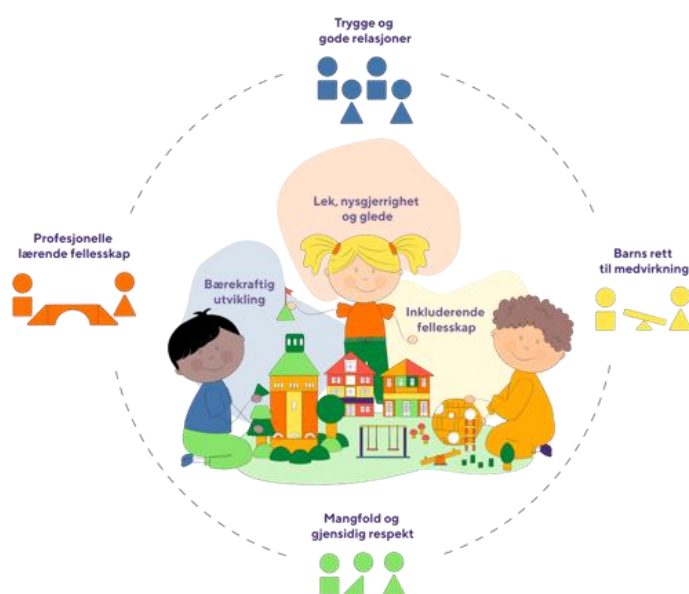 Trygge og
gode relasjoner
Lek, nysgjerrighet
og glede
Profesjonelle
lærende fellesskap
Barns rett
til medvirkning
Bærekraftig
utvikling
Inkluderende
fellesskap
Mangfold og
gjensidig respekt